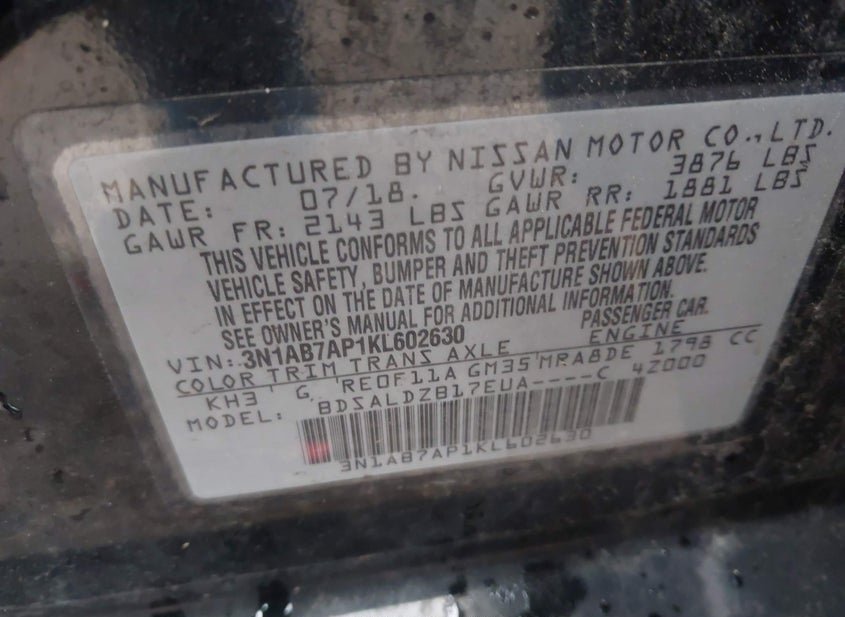 MANUFACTURED BY NISSAN MOTOR CO., LTD.
DATE: 07/18. GVWR: 3876 LBS
GAWR FR: 2143 LBS GAWR RR: 1881 LBS
THIS VEHICLE CONFORMS TO ALL APPLICABLE FEDERAL MOTOR
VEHICLE SAFETY, BUMPER AND THEFT PREVENTION STANDARDS
IN EFFECT ON THE DATE OF MANUFACTURE SHOWN ABOVE.
SEE OWNER'S MANUAL FOR ADDITIONAL INFORMATION.
VIN: 3N1AB7AP1KL602630 PASSENGER CAR.
COLOR TRIM TRANS AXLE ENGINE
KH3 G RE0F11A GM35 MRA8DE 1798 CC
MODEL: BDSALDZB17EUA----C 4Z000
3N1AB7AP1KL602630